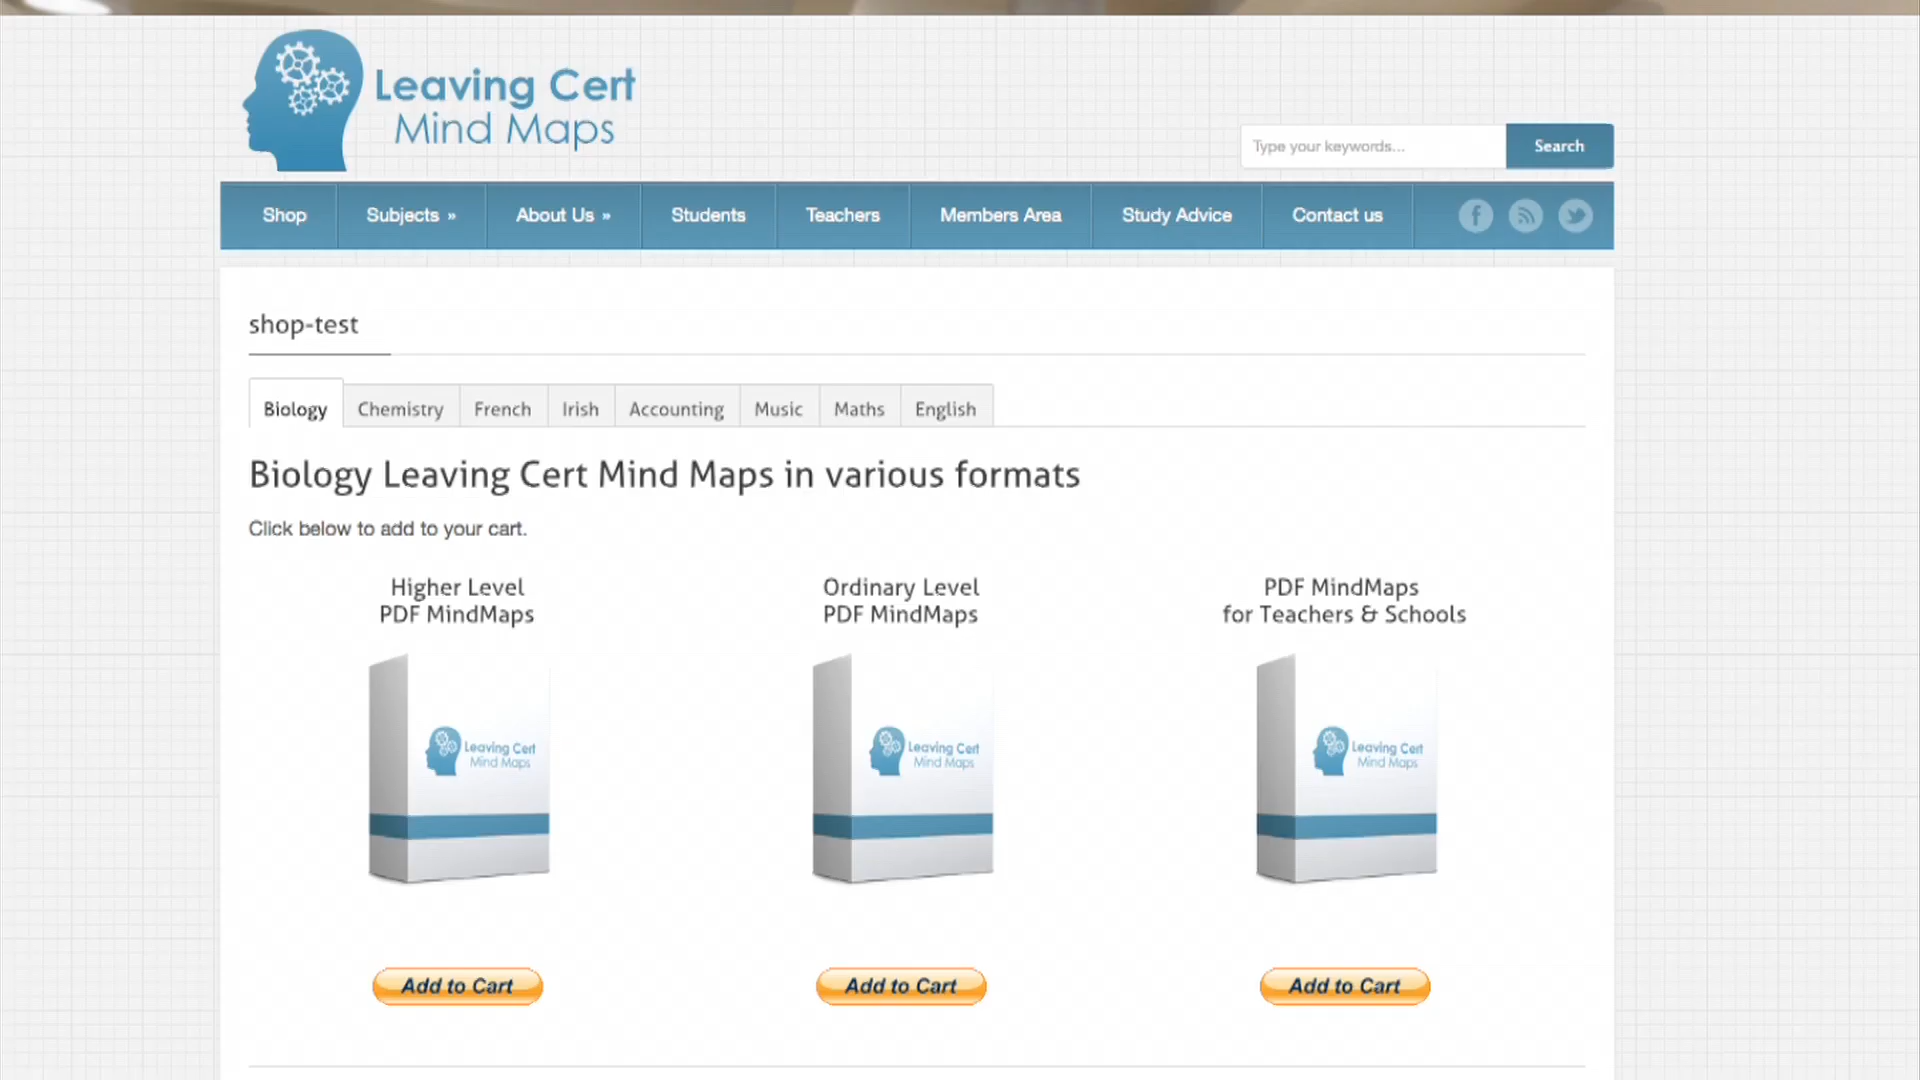 Leaving Cert
Mind Maps
Type your keywords...
Search
Shop
Subjects »
About Us »
Students
Teachers
Members Area
Study Advice
Contact us
shop-test
Biology
Chemistry
French
Irish
Accounting
Music
Maths
English
Biology Leaving Cert Mind Maps in various formats
Click below to add to your cart.
Higher Level
PDF MindMaps
Ordinary Level
PDF MindMaps
PDF MindMaps
for Teachers & Schools
Leaving Cert
Mind Maps
Leaving Cert
Mind Maps
Leaving Cert
Mind Maps
Add to Cart
Add to Cart
Add to Cart